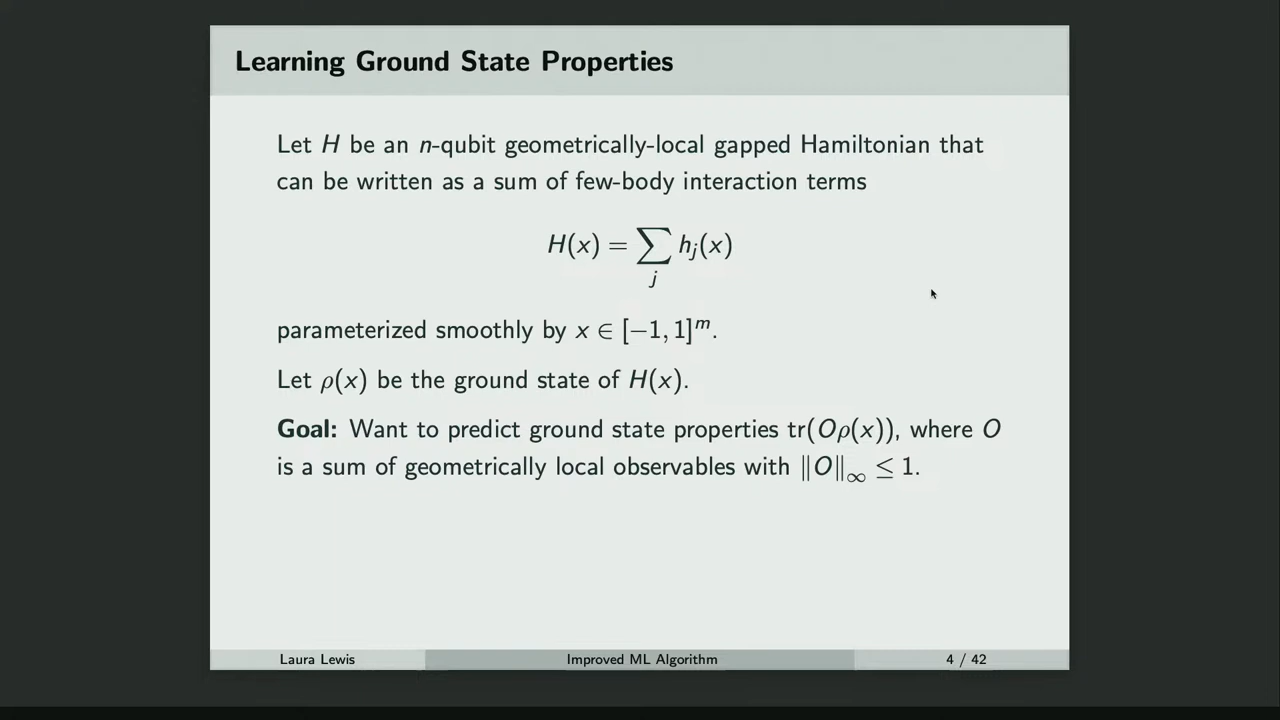 Learning Ground State Properties
Let H be an n-qubit geometrically-local gapped Hamiltonian that
can be written as a sum of few-body interaction terms
H(x) = ∑_j h_j(x)
parameterized smoothly by x ∈ [−1, 1]^m.
Let ρ(x) be the ground state of H(x).
Goal: Want to predict ground state properties tr(Oρ(x)), where O
is a sum of geometrically local observables with ‖O‖_∞ ≤ 1.
Laura Lewis Improved ML Algorithm 4 / 42